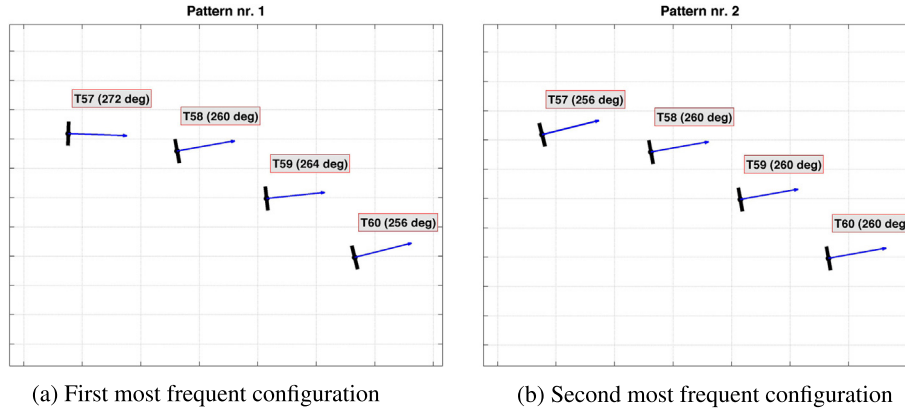 Pattern nr. 1
T57 (272 deg)
T58 (260 deg)
T59 (264 deg)
T60 (256 deg)
(a) First most frequent configuration
Pattern nr. 2
T57 (256 deg)
T58 (260 deg)
T59 (260 deg)
T60 (260 deg)
(b) Second most frequent configuration